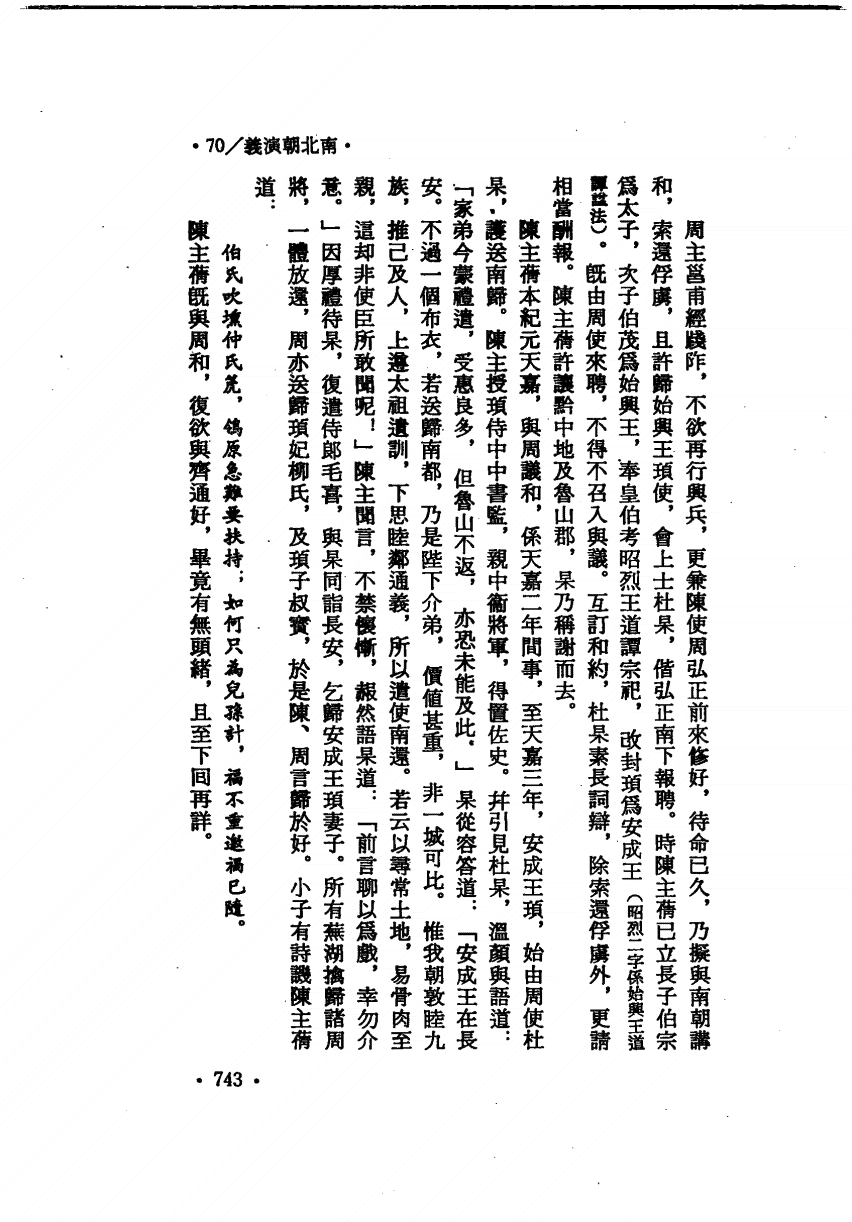 ·70／義演朝北南·
周主邕甫經踐阼，不欲再行興兵，更兼陳使周弘正前來修好，待命已久，乃擬與南朝講
和，索還俘虜，且許歸始興王頊使，會上士杜杲，偕弘正南下報聘。時陳主蒨已立長子伯宗
爲太子，次子伯茂爲始興王，奉皇伯考昭烈王道譚宗祀，改封頊爲安成王（昭烈二字係始興王道
譚諡法）。旣由周使來聘，不得不召入與議。互訂和約，杜杲素長詞辯，除索還俘虜外，更請
相當酬報。陳主蒨許讓黔中地及魯山郡，杲乃稱謝而去。
陳主蒨本紀元天嘉，與周議和，係天嘉二年間事，至天嘉三年，安成王頊，始由周使杜
杲，護送南歸。陳主授頊侍中中書監，親中衞將軍，得置佐史。幷引見杜杲，溫顏與語道：
「家弟今蒙禮遣，受惠良多，但魯山不返，亦恐未能及此。」杲從容答道：「安成王在長
安。不過一個布衣，若送歸南都，乃是陛下介弟，價值甚重，非一城可比。惟我朝敦睦九
族，推己及人，上遵太祖遺訓，下思睦鄰通義，所以遣使南還。若云以尋常土地，易骨肉至
親，這却非使臣所敢聞呢！」陳主聞言，不禁懷慚，赧然語杲道：「前言聊以爲戲，幸勿介
意。」因厚禮待杲，復遣侍郞毛喜，與杲同詣長安，乞歸安成王頊妻子。所有蕪湖擒歸諸周
將，一體放還，周亦送歸頊妃柳氏，及頊子叔寶，於是陳、周言歸於好。小子有詩譏陳主蒨
道：
伯氏吹壎仲氏篪，鴒原急難要扶持；如何只為兒孫計，福不重邀禍已隨。
陳主蒨旣與周和，復欲與齊通好，畢竟有無頭緒，且至下回再詳。
·743·